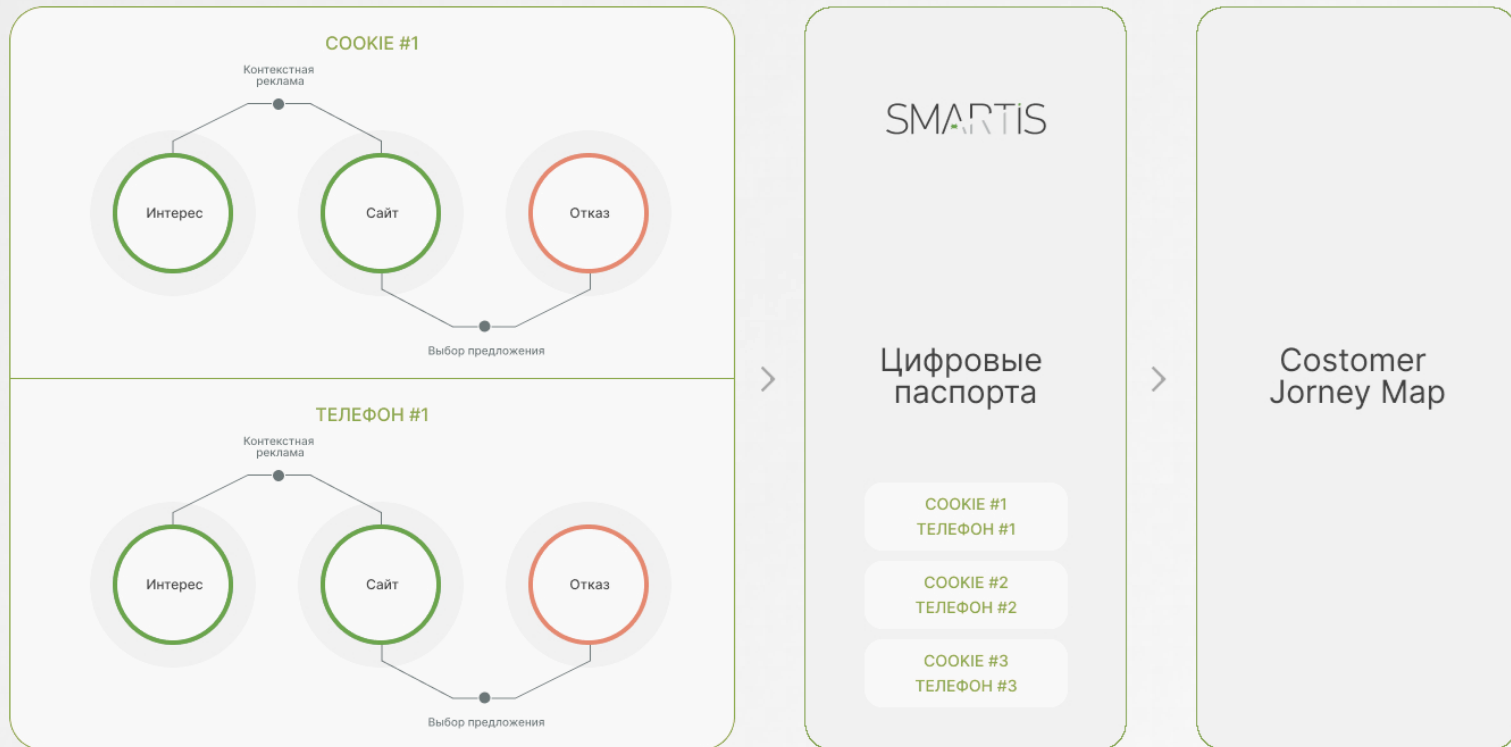 COOKIE #1
Контекстная
реклама
Интерес
Сайт
Отказ
Выбор предложения
ТЕЛЕФОН #1
Контекстная
реклама
Интерес
Сайт
Отказ
Выбор предложения
SMARTIS
Цифровые
паспорта
COOKIE #1
ТЕЛЕФОН #1
COOKIE #2
ТЕЛЕФОН #2
COOKIE #3
ТЕЛЕФОН #3
Costomer
Jorney Map